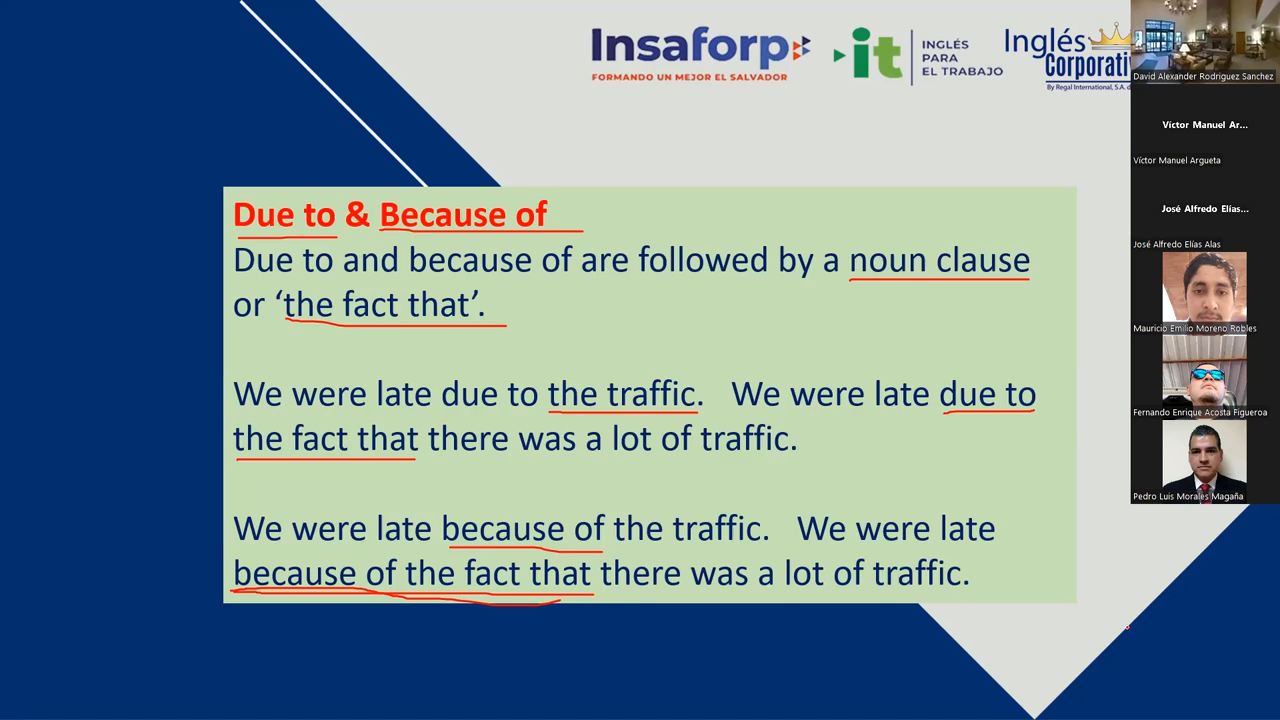 Insaforp
FORMANDO UN MEJOR EL SALVADOR
it
INGLÉS
PARA
EL TRABAJO
Inglés
Corporativ
By Regal International, S.A. d
David Alexander Rodriguez Sanchez
Víctor Manuel Ar...
Víctor Manuel Argueta
José Alfredo Elías...
José Alfredo Elías Alas
Mauricio Emilio Moreno Robles
Fernando Enrique Acosta Figueroa
Pedro Luis Morales Magaña
Due to & Because of
Due to and because of are followed by a noun clause
or ‘the fact that’.
We were late due to the traffic. We were late due to
the fact that there was a lot of traffic.
We were late because of the traffic. We were late
because of the fact that there was a lot of traffic.